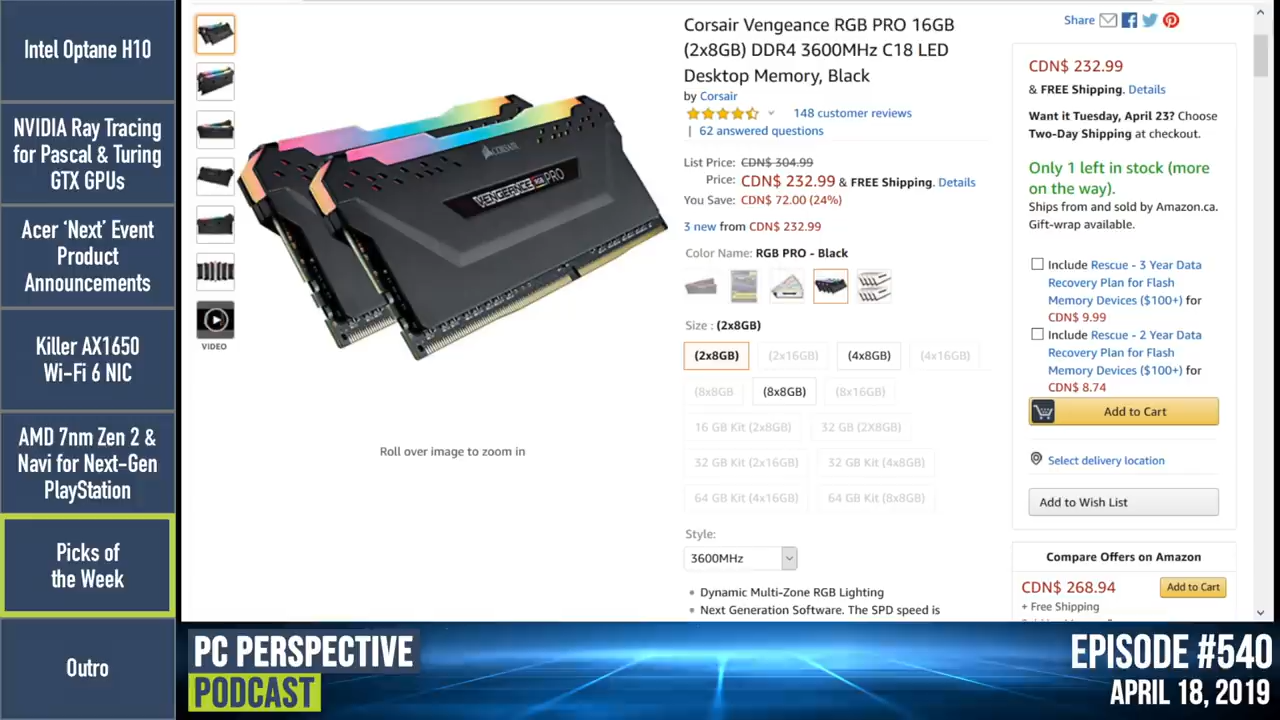 Intel Optane H10
NVIDIA Ray Tracing
for Pascal & Turing
GTX GPUs
Acer ‘Next’ Event
Product
Announcements
Killer AX1650
Wi-Fi 6 NIC
AMD 7nm Zen 2 &
Navi for Next-Gen
PlayStation
Picks of
the Week
Outro
VIDEO
CORSAIR
VENGEANCE RGB PRO
Roll over image to zoom in
Corsair Vengeance RGB PRO 16GB
(2x8GB) DDR4 3600MHz C18 LED
Desktop Memory, Black
by Corsair
148 customer reviews
| 62 answered questions
List Price: CDN$ 304.99
Price: CDN$ 232.99 & FREE Shipping. Details
You Save: CDN$ 72.00 (24%)
3 new from CDN$ 232.99
Color Name: RGB PRO - Black
Size : (2x8GB)
(2x8GB) (2x16GB) (4x8GB) (4x16GB)
(8x8GB (8x8GB) (8x16GB)
16 GB Kit (2x8GB) 32 GB (2X8GB)
32 GB Kit (2x16GB) 32 GB Kit (4x8GB)
64 GB Kit (4x16GB) 64 GB Kit (8x8GB)
Style:
3600MHz
Dynamic Multi-Zone RGB Lighting
Next Generation Software. The SPD speed is
Share
CDN$ 232.99
& FREE Shipping. Details
Want it Tuesday, April 23? Choose
Two-Day Shipping at checkout.
Only 1 left in stock (more
on the way).
Ships from and sold by Amazon.ca.
Gift-wrap available.
Include Rescue - 3 Year Data
Recovery Plan for Flash
Memory Devices ($100+) for
CDN$ 9.99
Include Rescue - 2 Year Data
Recovery Plan for Flash
Memory Devices ($100+) for
CDN$ 8.74
Add to Cart
Select delivery location
Add to Wish List
Compare Offers on Amazon
CDN$ 268.94 Add to Cart
+ Free Shipping
PC PERSPECTIVE
PODCAST
EPISODE #540
APRIL 18, 2019